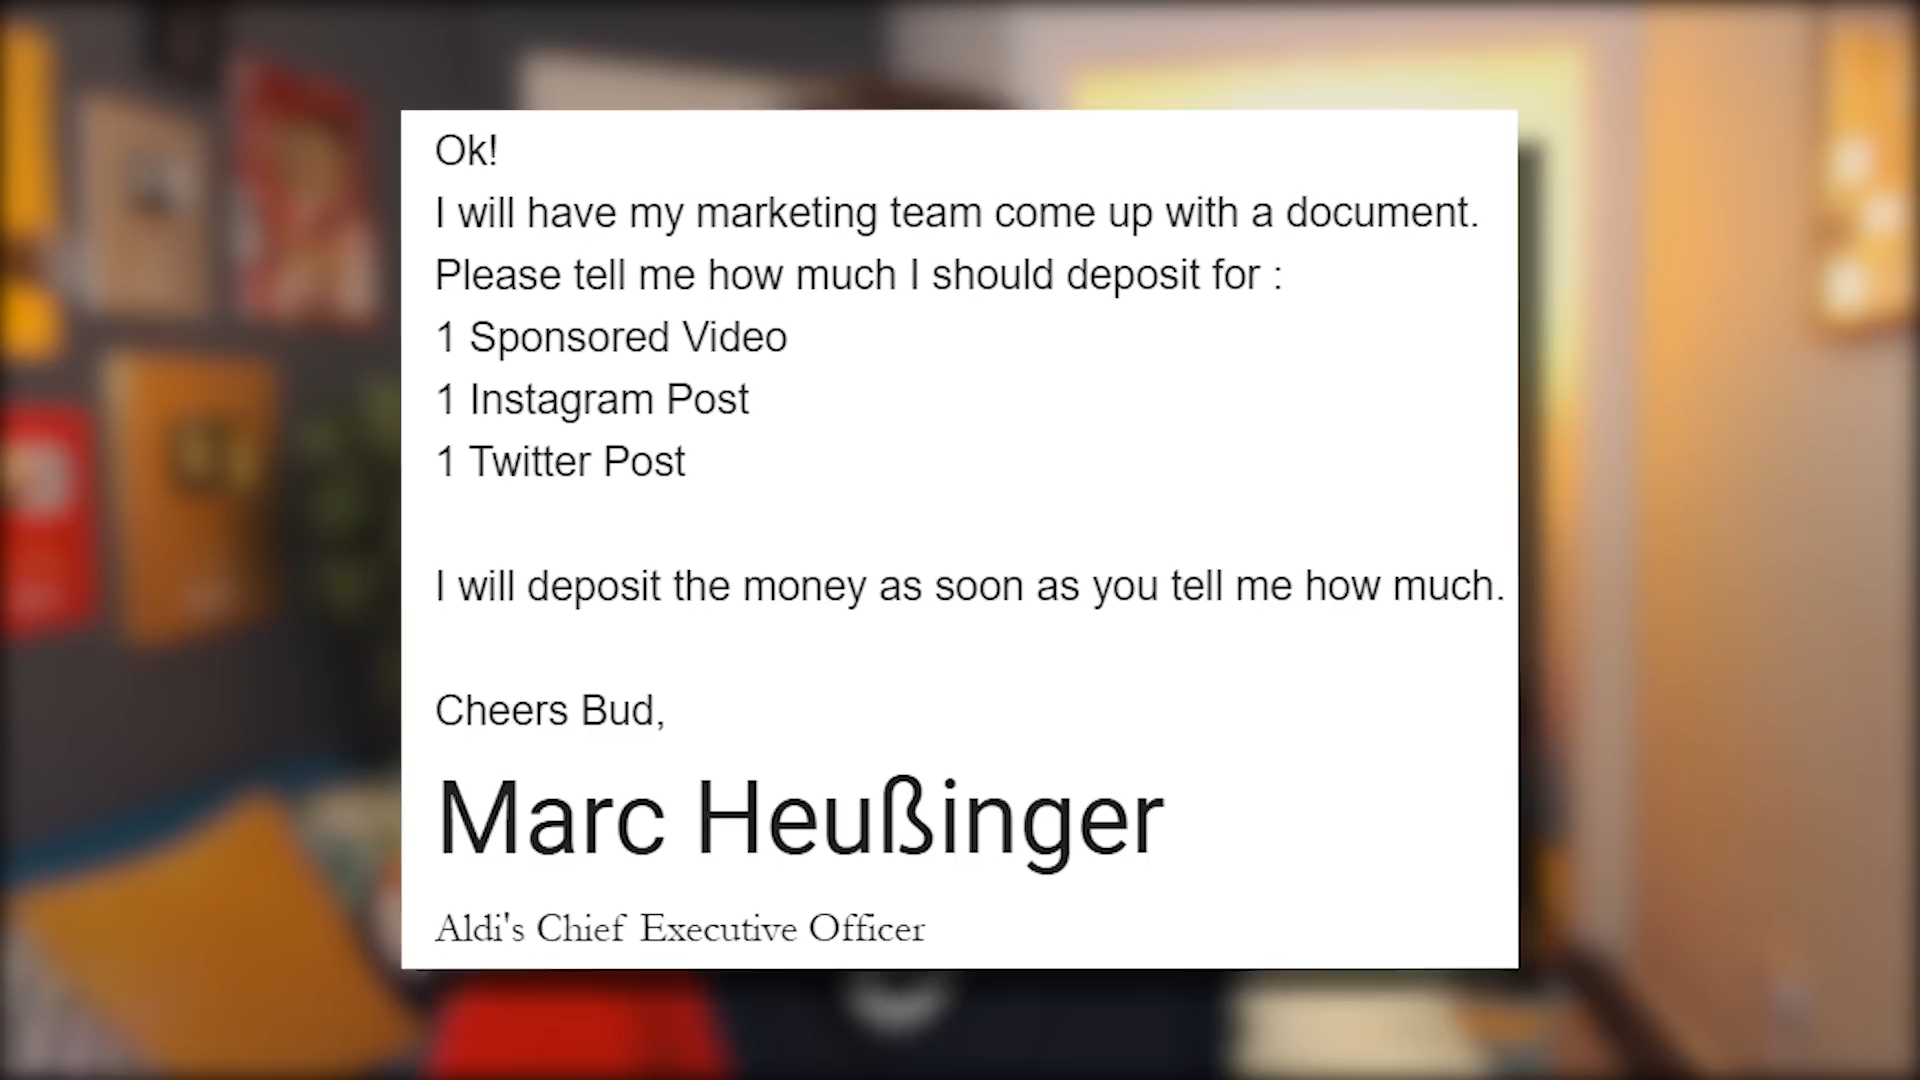 Ok!
I will have my marketing team come up with a document.
Please tell me how much I should deposit for :
1 Sponsored Video
1 Instagram Post
1 Twitter Post
I will deposit the money as soon as you tell me how much.
Cheers Bud,
Marc Heußinger
Aldi's Chief Executive Officer